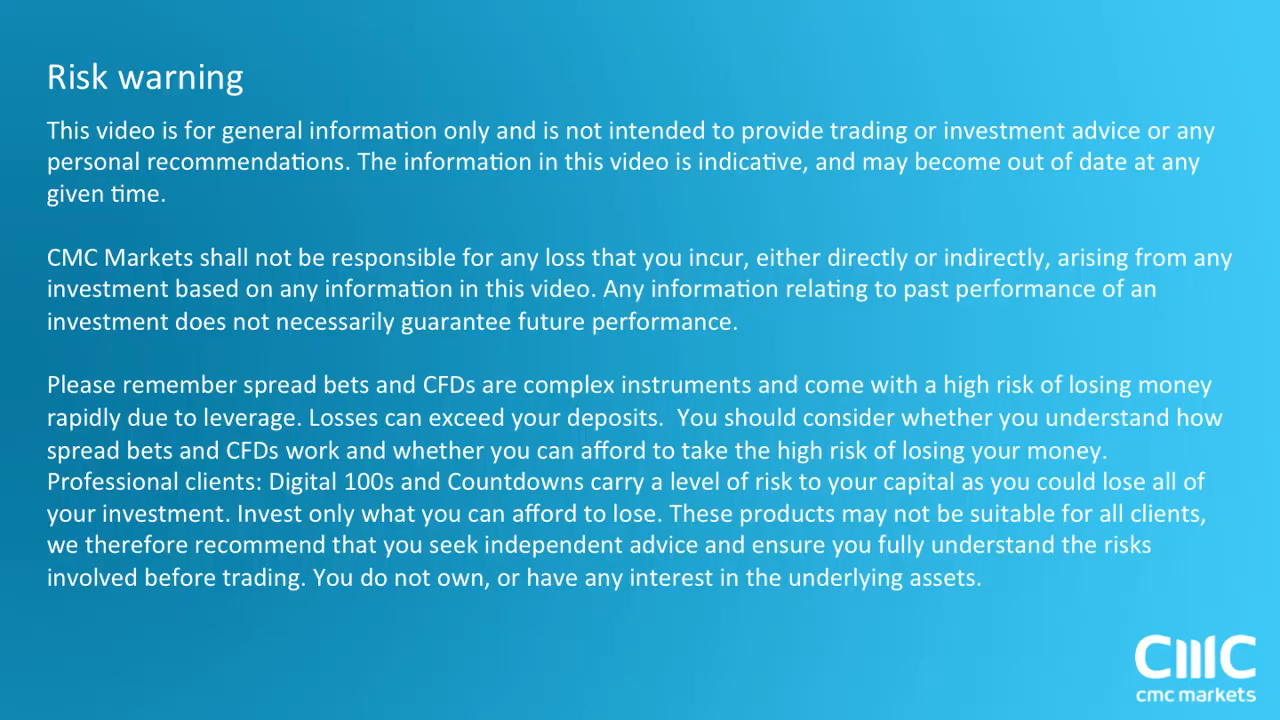 Risk warning
This video is for general information only and is not intended to provide trading or investment advice or any
personal recommendations. The information in this video is indicative, and may become out of date at any
given time.
CMC Markets shall not be responsible for any loss that you incur, either directly or indirectly, arising from any
investment based on any information in this video. Any information relating to past performance of an
investment does not necessarily guarantee future performance.
Please remember spread bets and CFDs are complex instruments and come with a high risk of losing money
rapidly due to leverage. Losses can exceed your deposits.  You should consider whether you understand how
spread bets and CFDs work and whether you can afford to take the high risk of losing your money.
Professional clients: Digital 100s and Countdowns carry a level of risk to your capital as you could lose all of
your investment. Invest only what you can afford to lose. These products may not be suitable for all clients,
we therefore recommend that you seek independent advice and ensure you fully understand the risks
involved before trading. You do not own, or have any interest in the underlying assets.
CMC
cmc markets